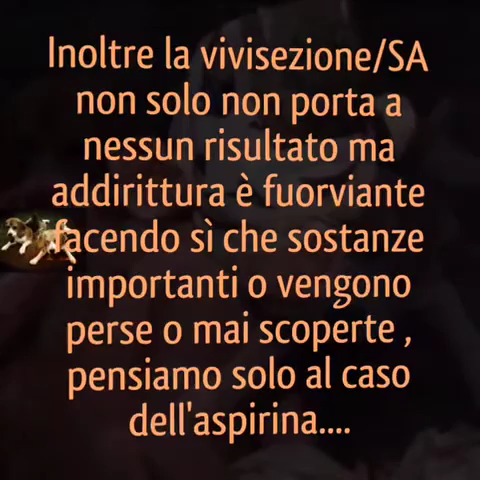 Inoltre la vivisezione/SA
non solo non porta a
nessun risultato ma
addirittura è fuorviante
facendo sì che sostanze
importanti o vengono
perse o mai scoperte ,
pensiamo solo al caso
dell'aspirina....